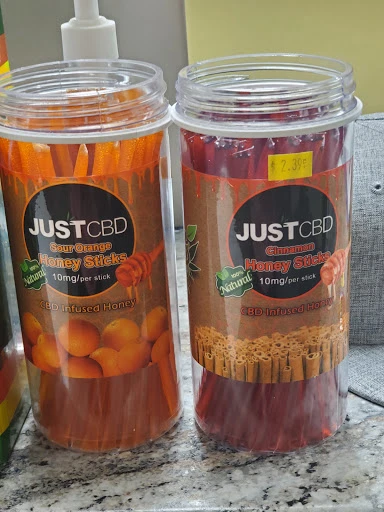 JUSTCBD
Sour Orange
Honey Sticks
10mg/per stick
100%
Natural
CBD Infused Honey
$2.39¢
JUSTCBD
Cinnamon
Honey Sticks
10mg/per stick
100%
Natural
CBD Infused Honey